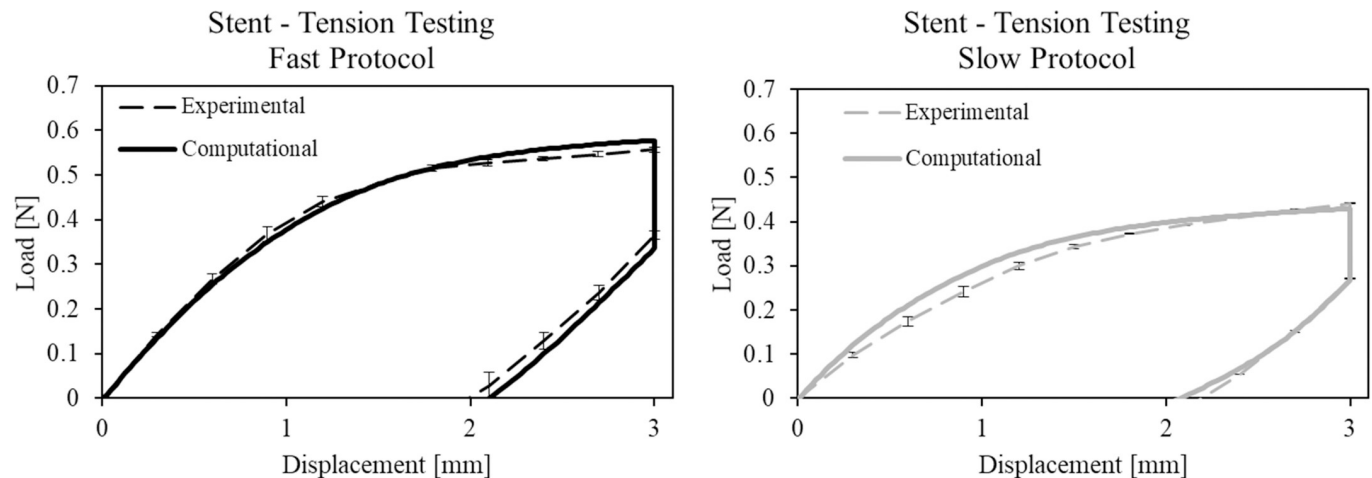 Stent - Tension Testing
Fast Protocol
0.7
0.6
0.5
0.4
0.3
0.2
0.1
0
Load [N]
Experimental
Computational
0
1
2
3
Displacement [mm]
Stent - Tension Testing
Slow Protocol
0.7
0.6
0.5
0.4
0.3
0.2
0.1
0
Load [N]
Experimental
Computational
0
1
2
3
Displacement [mm]